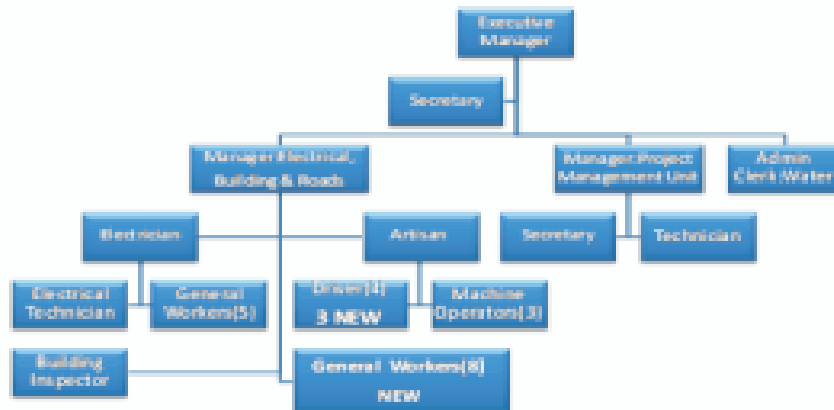 Executive
Manager
Secretary
Manager:Electrical,
Building & Roads
Manager:Project
Management Unit
Admin
Clerk:Water
Electrician
Artisan
Secretary
Technician
Electrical
Technician
General
Workers(5)
Driver(4)
3 NEW
Machine
Operators(3)
Building
Inspector
General Workers(8)
NEW